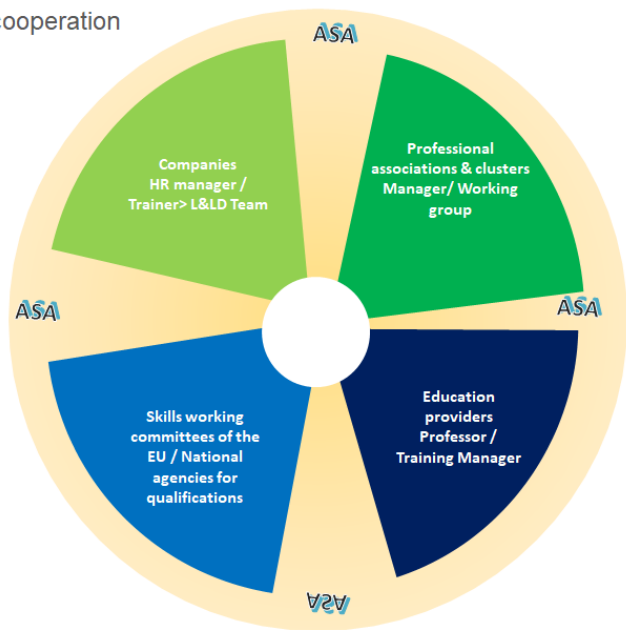 cooperation
ASA
Companies
HR manager /
Trainer> L&LD Team
Professional
associations & clusters
Manager/ Working
group
ASA
ASA
Skills working
committees of the
EU / National
agencies for
qualifications
Education
providers
Professor /
Training Manager
ASA